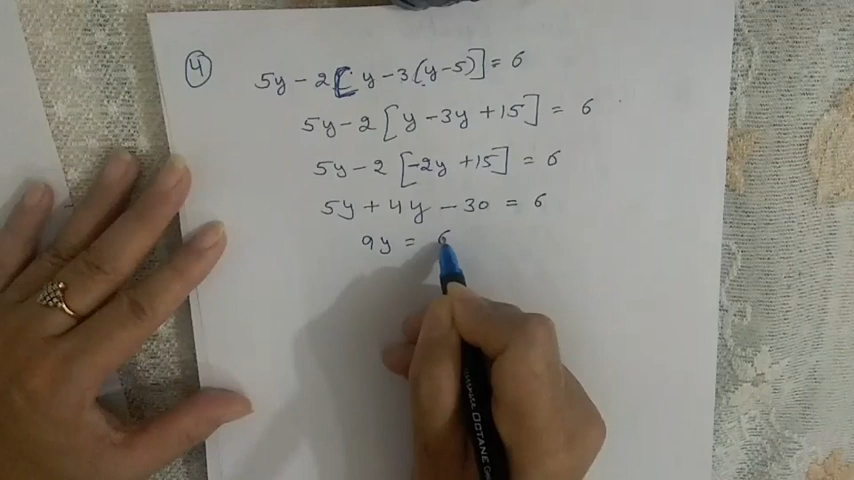 4
5y - 2[y - 3(y - 5)] = 6
5y - 2[y - 3y + 15] = 6
5y - 2[-2y + 15] = 6
5y + 4y - 30 = 6
9y = 6
OCTANE